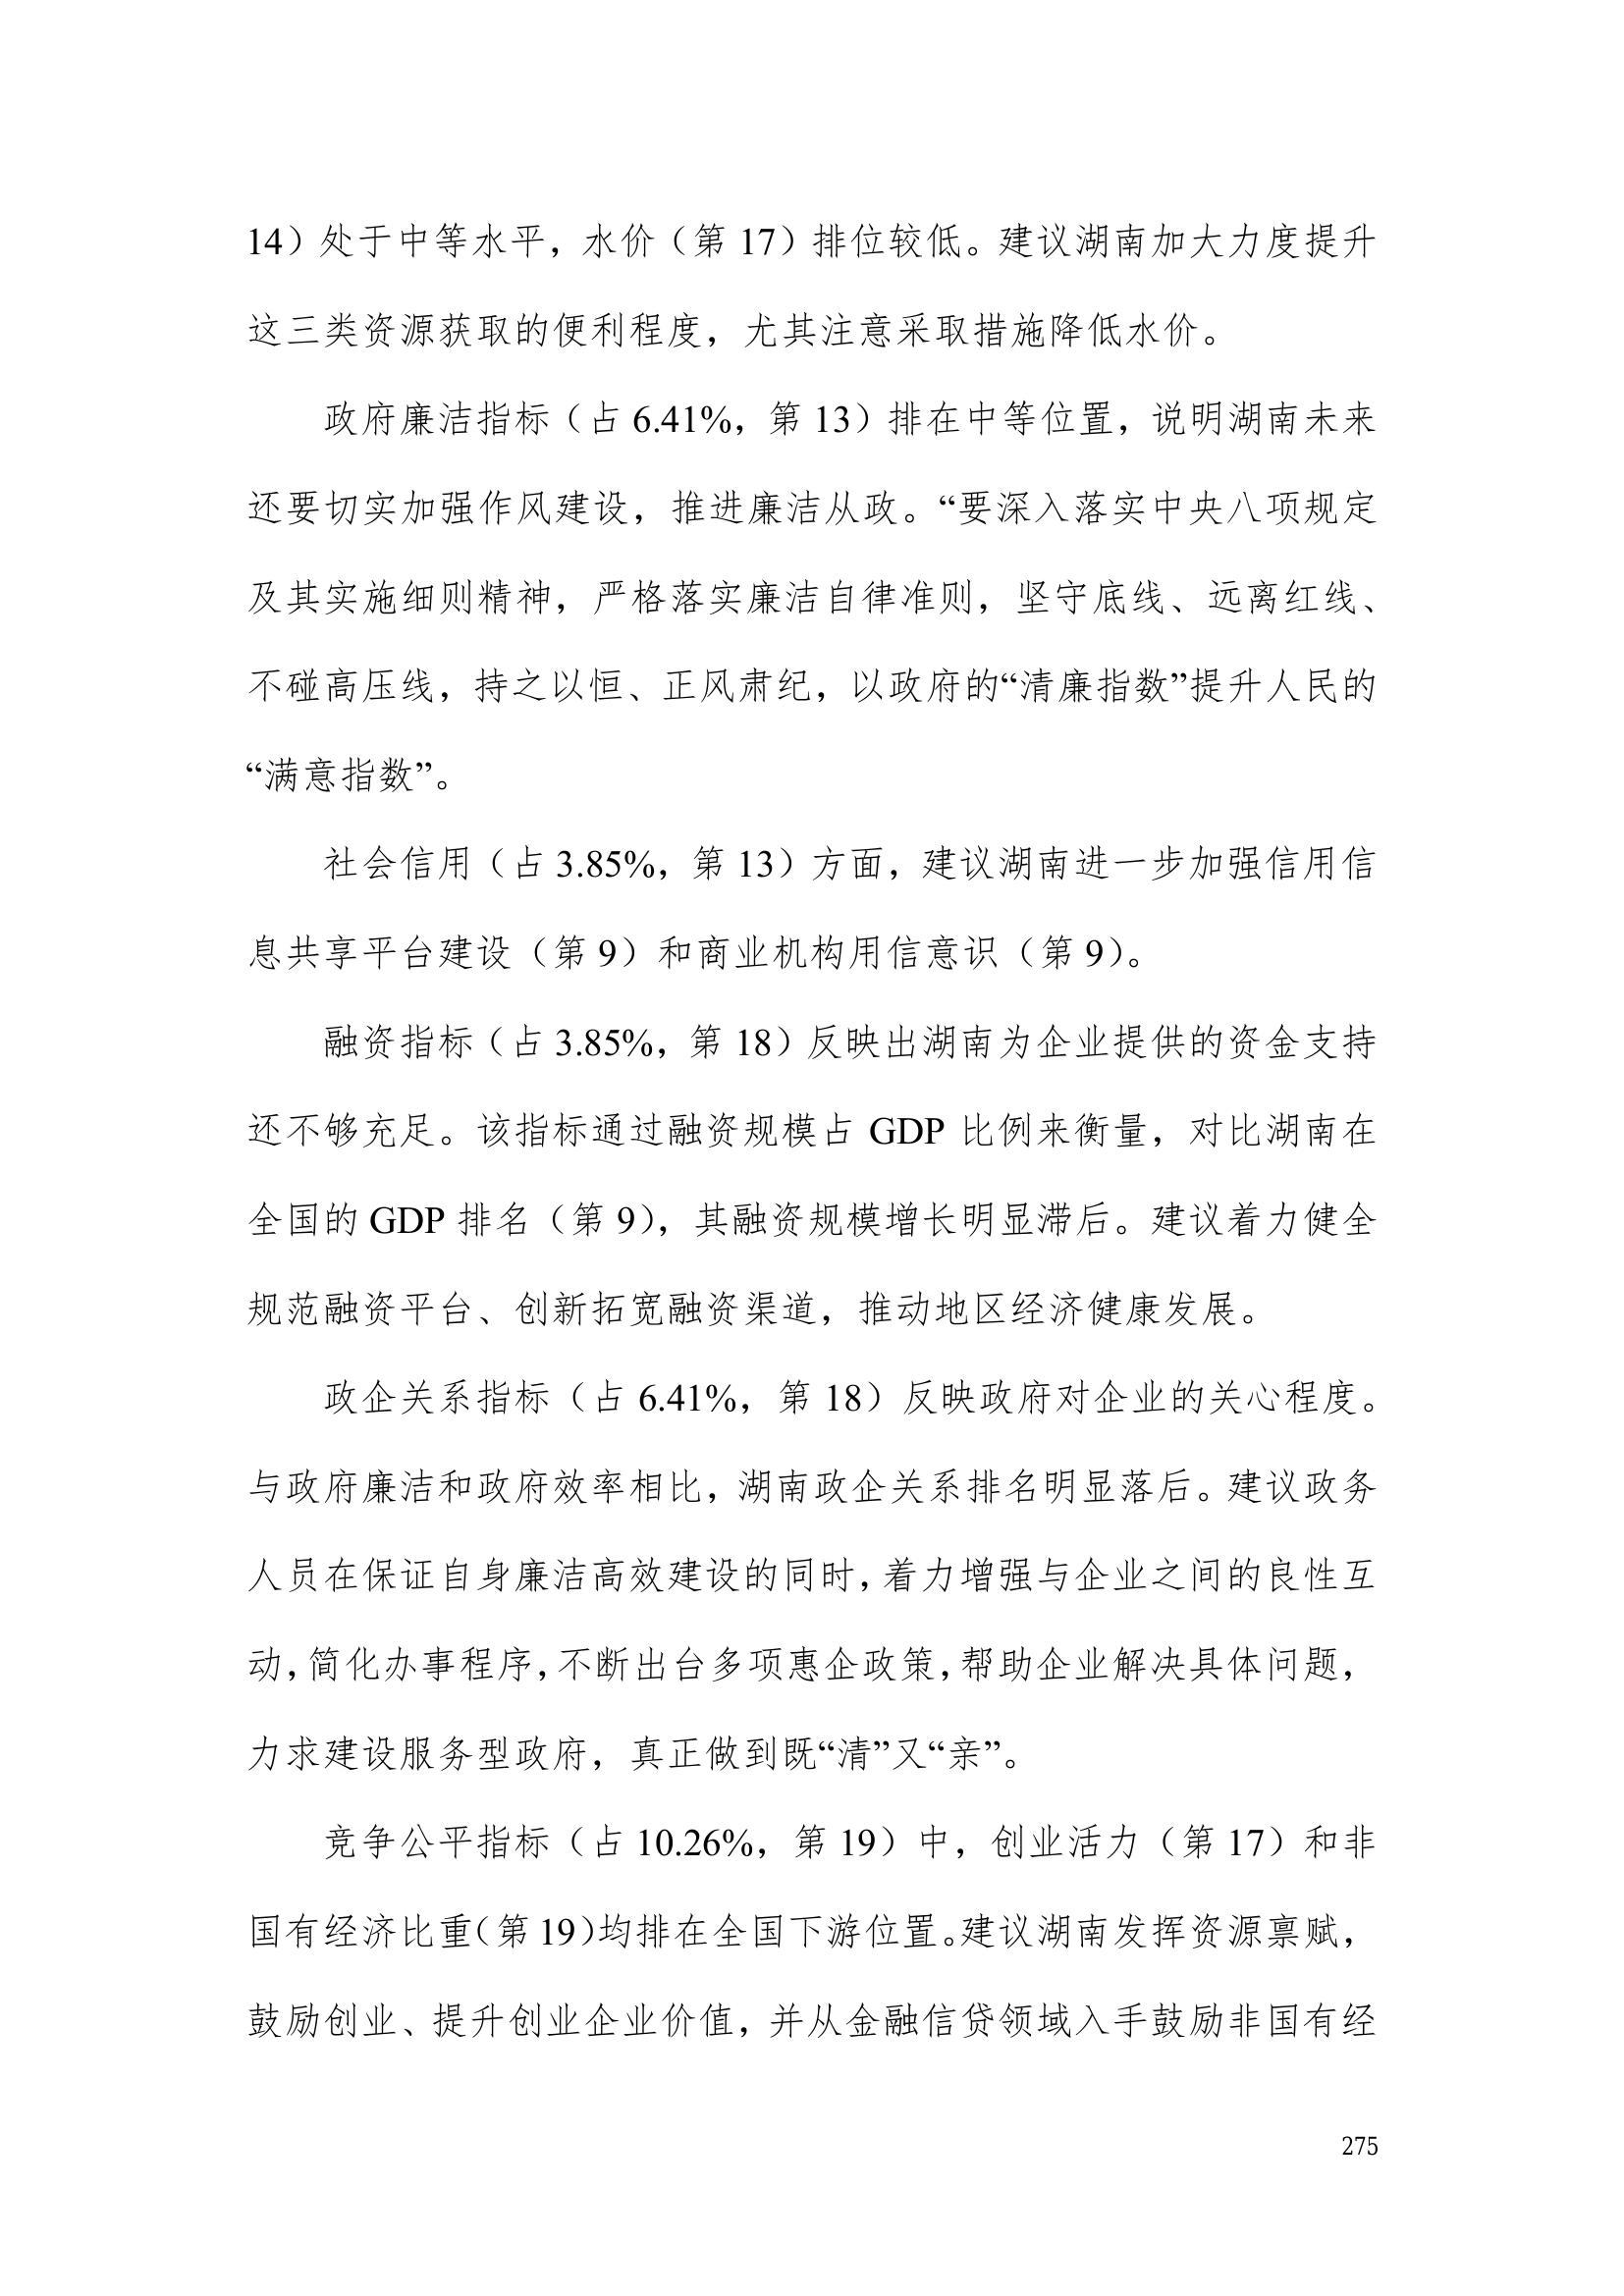 14）处于中等水平，水价（第 17）排位较低。建议湖南加大力度提升
这三类资源获取的便利程度，尤其注意采取措施降低水价。
政府廉洁指标（占 6.41%，第 13）排在中等位置，说明湖南未来
还要切实加强作风建设，推进廉洁从政。“要深入落实中央八项规定
及其实施细则精神，严格落实廉洁自律准则，坚守底线、远离红线、
不碰高压线，持之以恒、正风肃纪，以政府的“清廉指数”提升人民的
“满意指数”。
社会信用（占 3.85%，第 13）方面，建议湖南进一步加强信用信
息共享平台建设（第 9）和商业机构用信意识（第 9）。
融资指标（占 3.85%，第 18）反映出湖南为企业提供的资金支持
还不够充足。该指标通过融资规模占 GDP 比例来衡量，对比湖南在
全国的 GDP 排名（第 9），其融资规模增长明显滞后。建议着力健全
规范融资平台、创新拓宽融资渠道，推动地区经济健康发展。
政企关系指标（占 6.41%，第 18）反映政府对企业的关心程度。
与政府廉洁和政府效率相比，湖南政企关系排名明显落后。建议政务
人员在保证自身廉洁高效建设的同时，着力增强与企业之间的良性互
动，简化办事程序，不断出台多项惠企政策，帮助企业解决具体问题，
力求建设服务型政府，真正做到既“清”又“亲”。
竞争公平指标（占 10.26%，第 19）中，创业活力（第 17）和非
国有经济比重（第 19）均排在全国下游位置。建议湖南发挥资源禀赋，
鼓励创业、提升创业企业价值，并从金融信贷领域入手鼓励非国有经
275